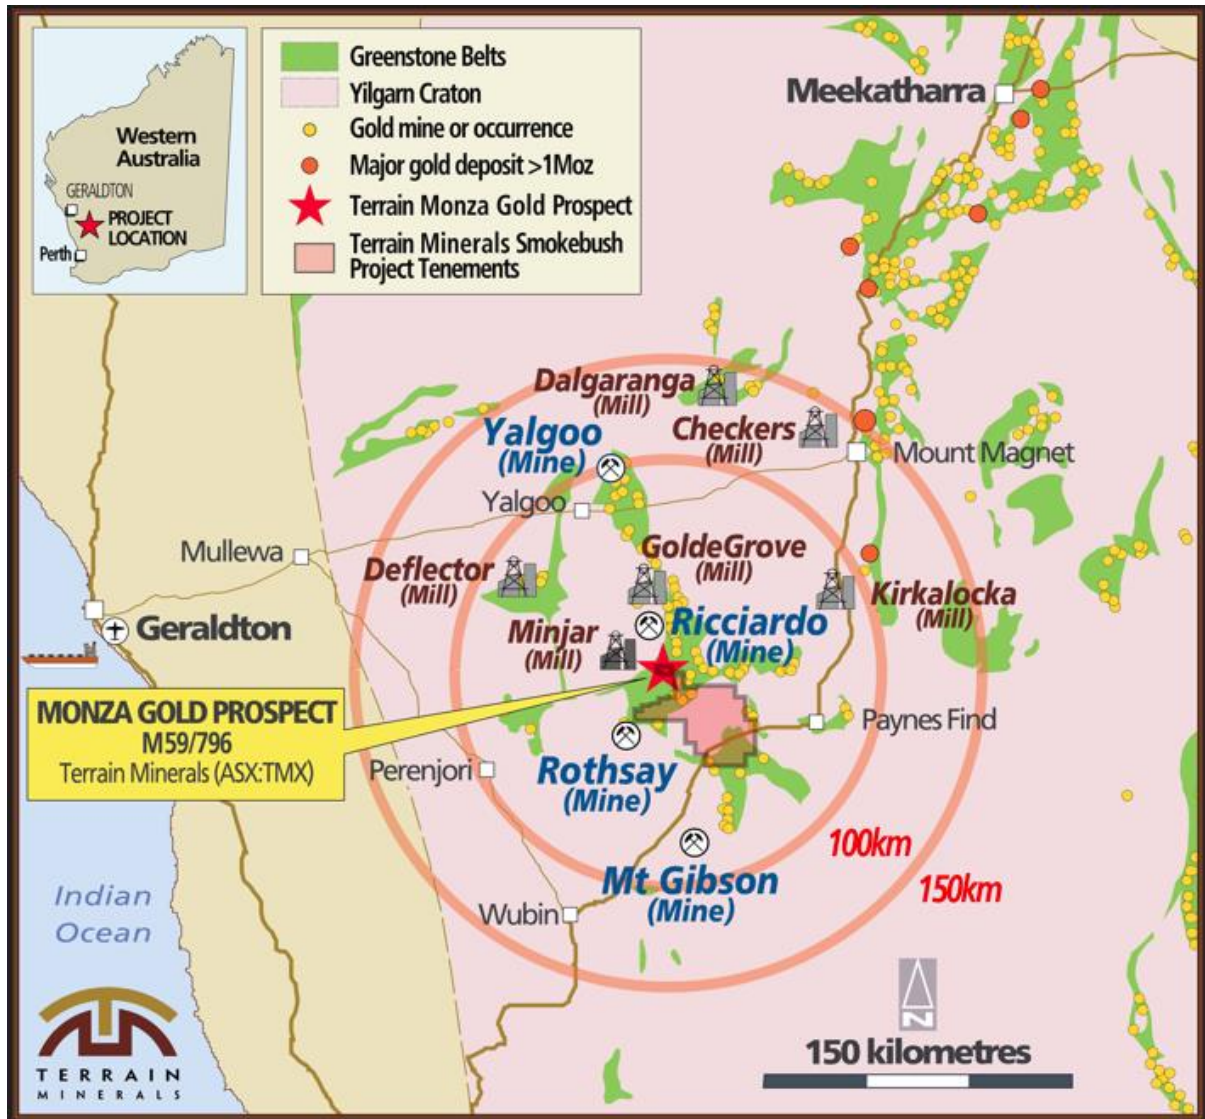 Western
Australia
GERALDTON
PROJECT
LOCATION
Perth
Greenstone Belts
Yilgarn Craton
Gold mine or occurrence
Major gold deposit >1Moz
Terrain Monza Gold Prospect
Terrain Minerals Smokebush
Project Tenements
Meekatharra
Dalgaranga
(Mill)
Checkers
(Mill)
Yalgoo
(Mine)
Mount Magnet
Yalgoo
Mullewa
Deflector
(Mill)
GoldeGrove
(Mill)
Kirkalocka
(Mill)
Geraldton
Minjar
(Mill)
Ricciardo
(Mine)
MONZA GOLD PROSPECT
M59/796
Terrain Minerals (ASX:TMX)
Paynes Find
Perenjori
Rothsay
(Mine)
100km
150km
Mt Gibson
(Mine)
Indian
Ocean
Wubin
N
150 kilometres
TERRAIN
MINERALS